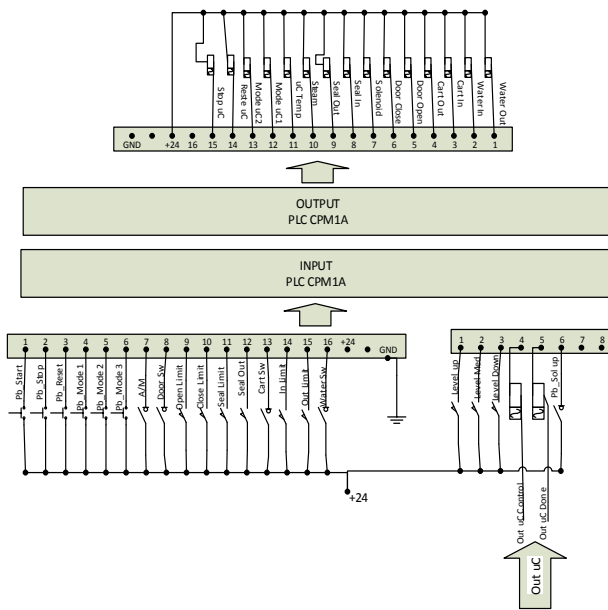 Stop uC
Reste uC
Mode uC2
Mode uC1
uC Temp
Steam
Seal Out
Seal In
Solenoid
Door Close
Door Open
Cart Out
Cart In
Water In
Water Out
GND +24 16 15 14 13 12 11 10 9 8 7 6 5 4 3 2 1
OUTPUT
PLC CPM1A
INPUT
PLC CPM1A
1 2 3 4 5 6 7 8 9 10 11 12 13 14 15 16 +24 GND
Pb_Start
Pb_Stop
Pb_Reset
Pb_Mode1
Pb_Mode2
Pb_Mode3
A/M
Door Sw
Open Limit
Close Limit
Seal Limit
Seal Out
Cart Sw
In Limit
Out Limit
Water Sw
+24
1 2 3 4 5 6 7 8
Level up
Level Med
Level Down
Pb_Sol up
Out uC Control
Out uC Done
Out uC